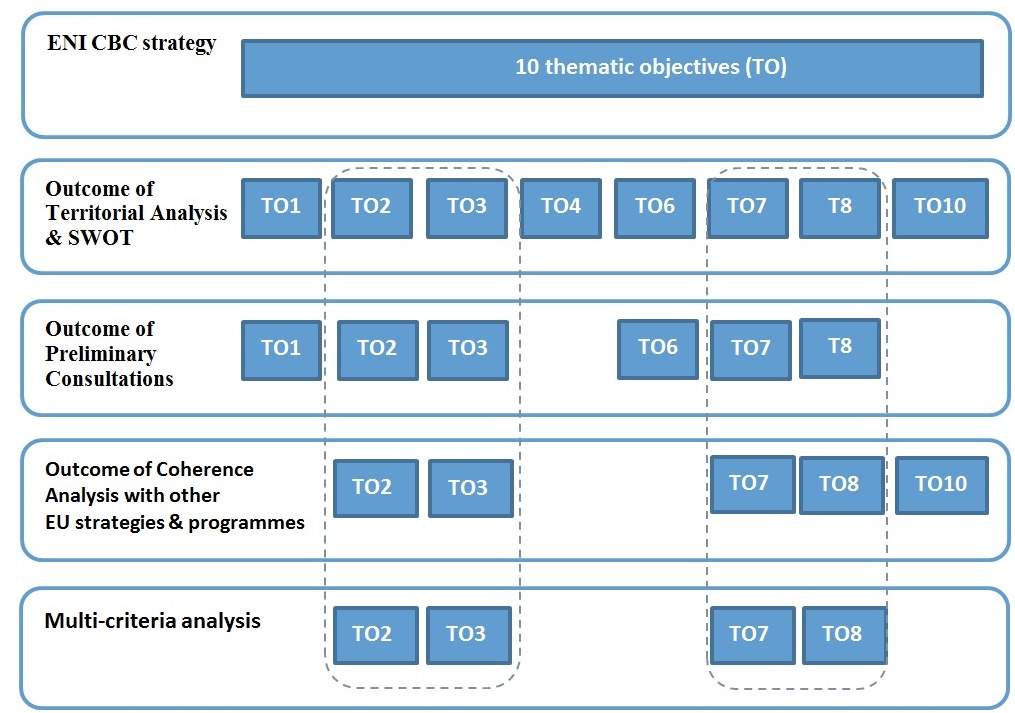 ENI CBC strategy
10 thematic objectives (TO)
Outcome of
Territorial Analysis
& SWOT
TO1 TO2 TO3 TO4 TO6 TO7 T8 TO10
Outcome of
Preliminary
Consultations
TO1 TO2 TO3 TO6 TO7 T8
Outcome of Coherence
Analysis with other
EU strategies & programmes
TO2 TO3 TO7 TO8 TO10
Multi-criteria analysis
TO2 TO3 TO7 TO8